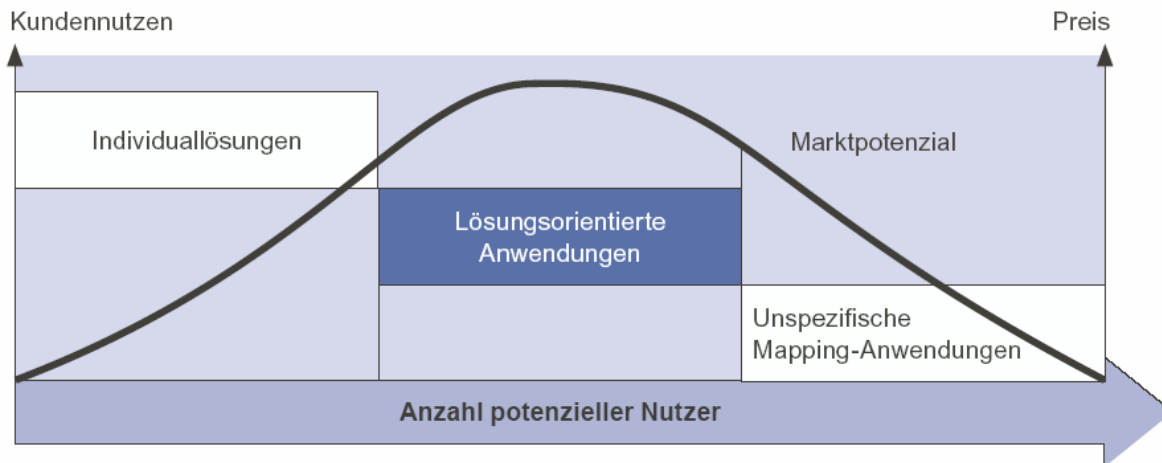 Kundennutzen
Preis
Individuallösungen
Marktpotenzial
Lösungsorientierte
Anwendungen
Unspezifische
Mapping-Anwendungen
Anzahl potenzieller Nutzer